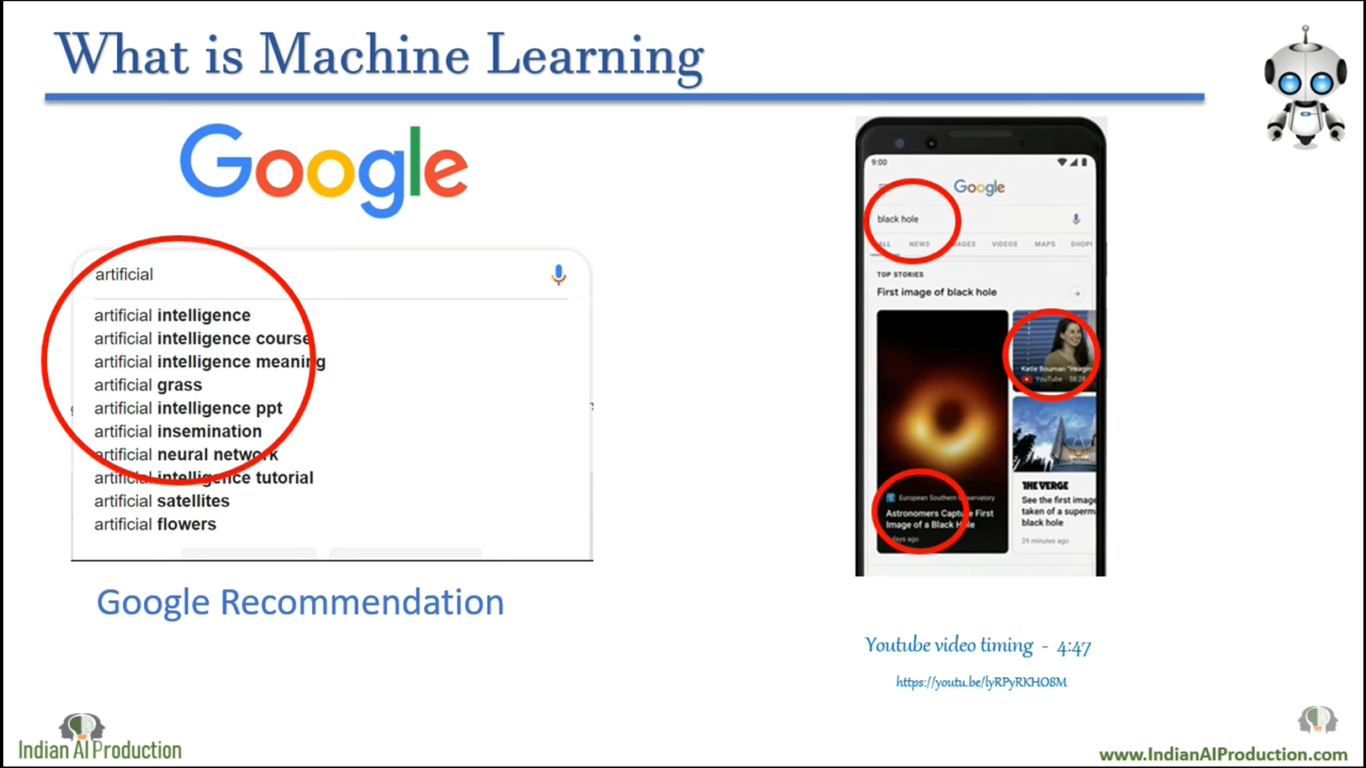 What is Machine Learning
Google
artificial
artificial intelligence
artificial intelligence course
artificial intelligence meaning
artificial grass
artificial intelligence ppt
artificial insemination
artificial neural network
artificial intelligence tutorial
artificial satellites
artificial flowers
Google Recommendation
9:00
Google
black hole
ALL NEWS IMAGES VIDEOS MAPS SHOPI
TOP STORIES
First image of black hole
European Southern Observatory
Astronomers Capture First
Image of a Black Hole
days ago
Katie Bouman "Imagin
YouTube - 58:28
THE VERGE
See the first image
taken of a superm
black hole
29 minutes ago
Youtube video timing - 4:47
https://youtu.be/lyRPyRKHO8M
Indian AI Production
www.IndianAIProduction.com